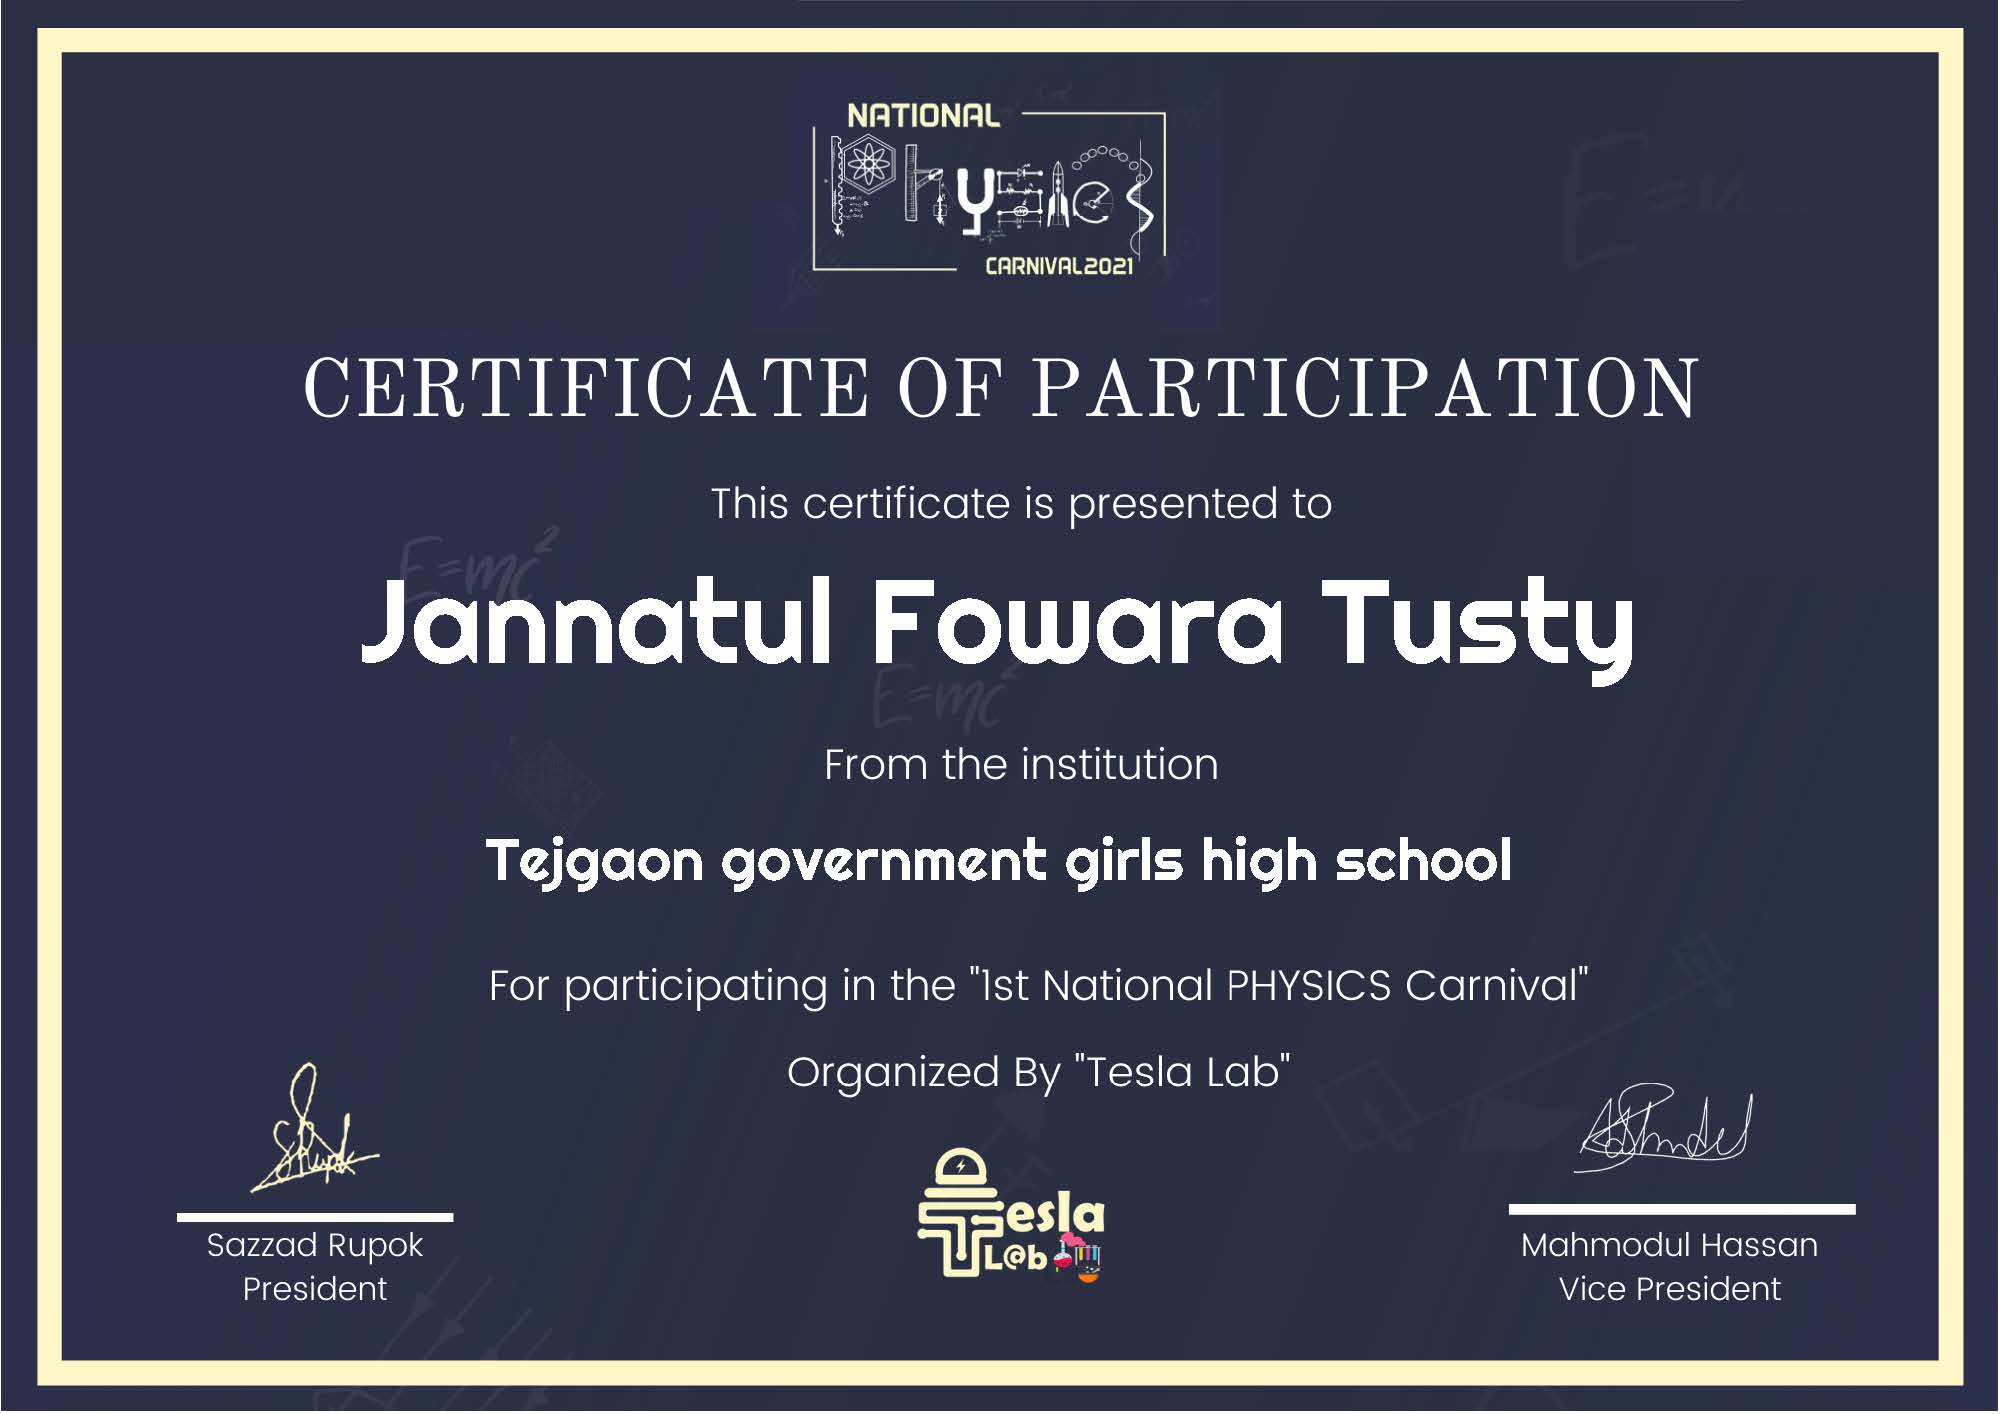 NATIONAL
Physics
CARNIVAL2021
CERTIFICATE OF PARTICIPATION
This certificate is presented to
E=mc²
Jannatul Fowara Tusty
E=mc²
From the institution
Tejgaon government girls high school
For participating in the "1st National PHYSICS Carnival"
Organized By "Tesla Lab"
Tesla
L@b
Sazzad Rupok
President
Mahmodul Hassan
Vice President